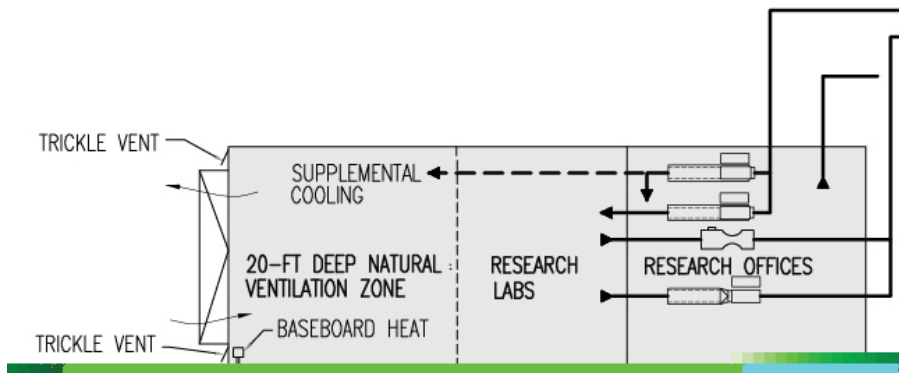 TRICKLE VENT
SUPPLEMENTAL
COOLING
20-FT DEEP NATURAL
VENTILATION ZONE
RESEARCH
LABS
RESEARCH OFFICES
BASEBOARD HEAT
TRICKLE VENT